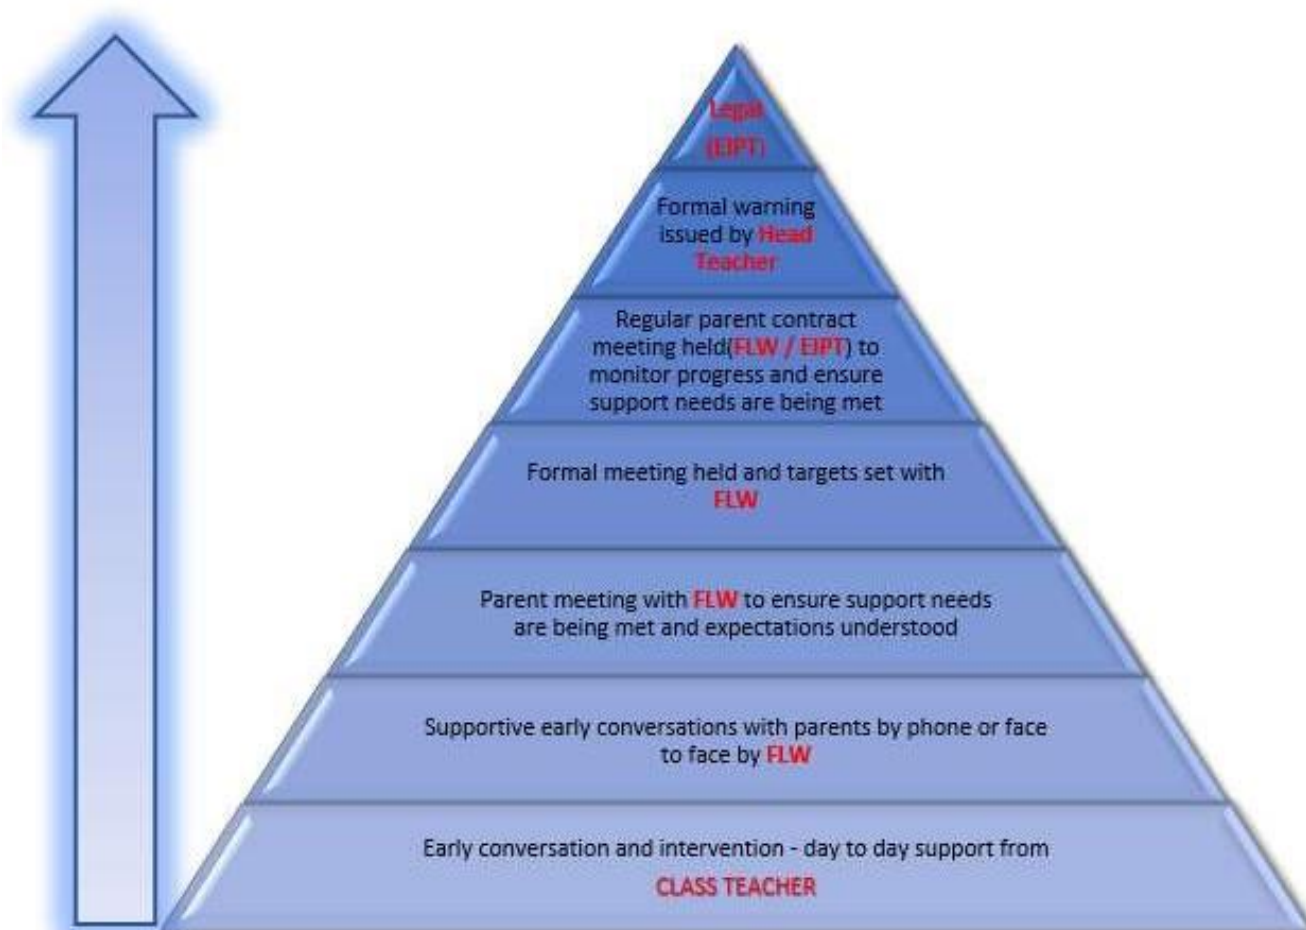 Legal
(EIPT)
Formal warning
issued by Head
Teacher
Regular parent contract
meeting held(FLW / EIPT) to
monitor progress and ensure
support needs are being met
Formal meeting held and targets set with
FLW
Parent meeting with FLW to ensure support needs
are being met and expectations understood
Supportive early conversations with parents by phone or face
to face by FLW
Early conversation and intervention - day to day support from
CLASS TEACHER